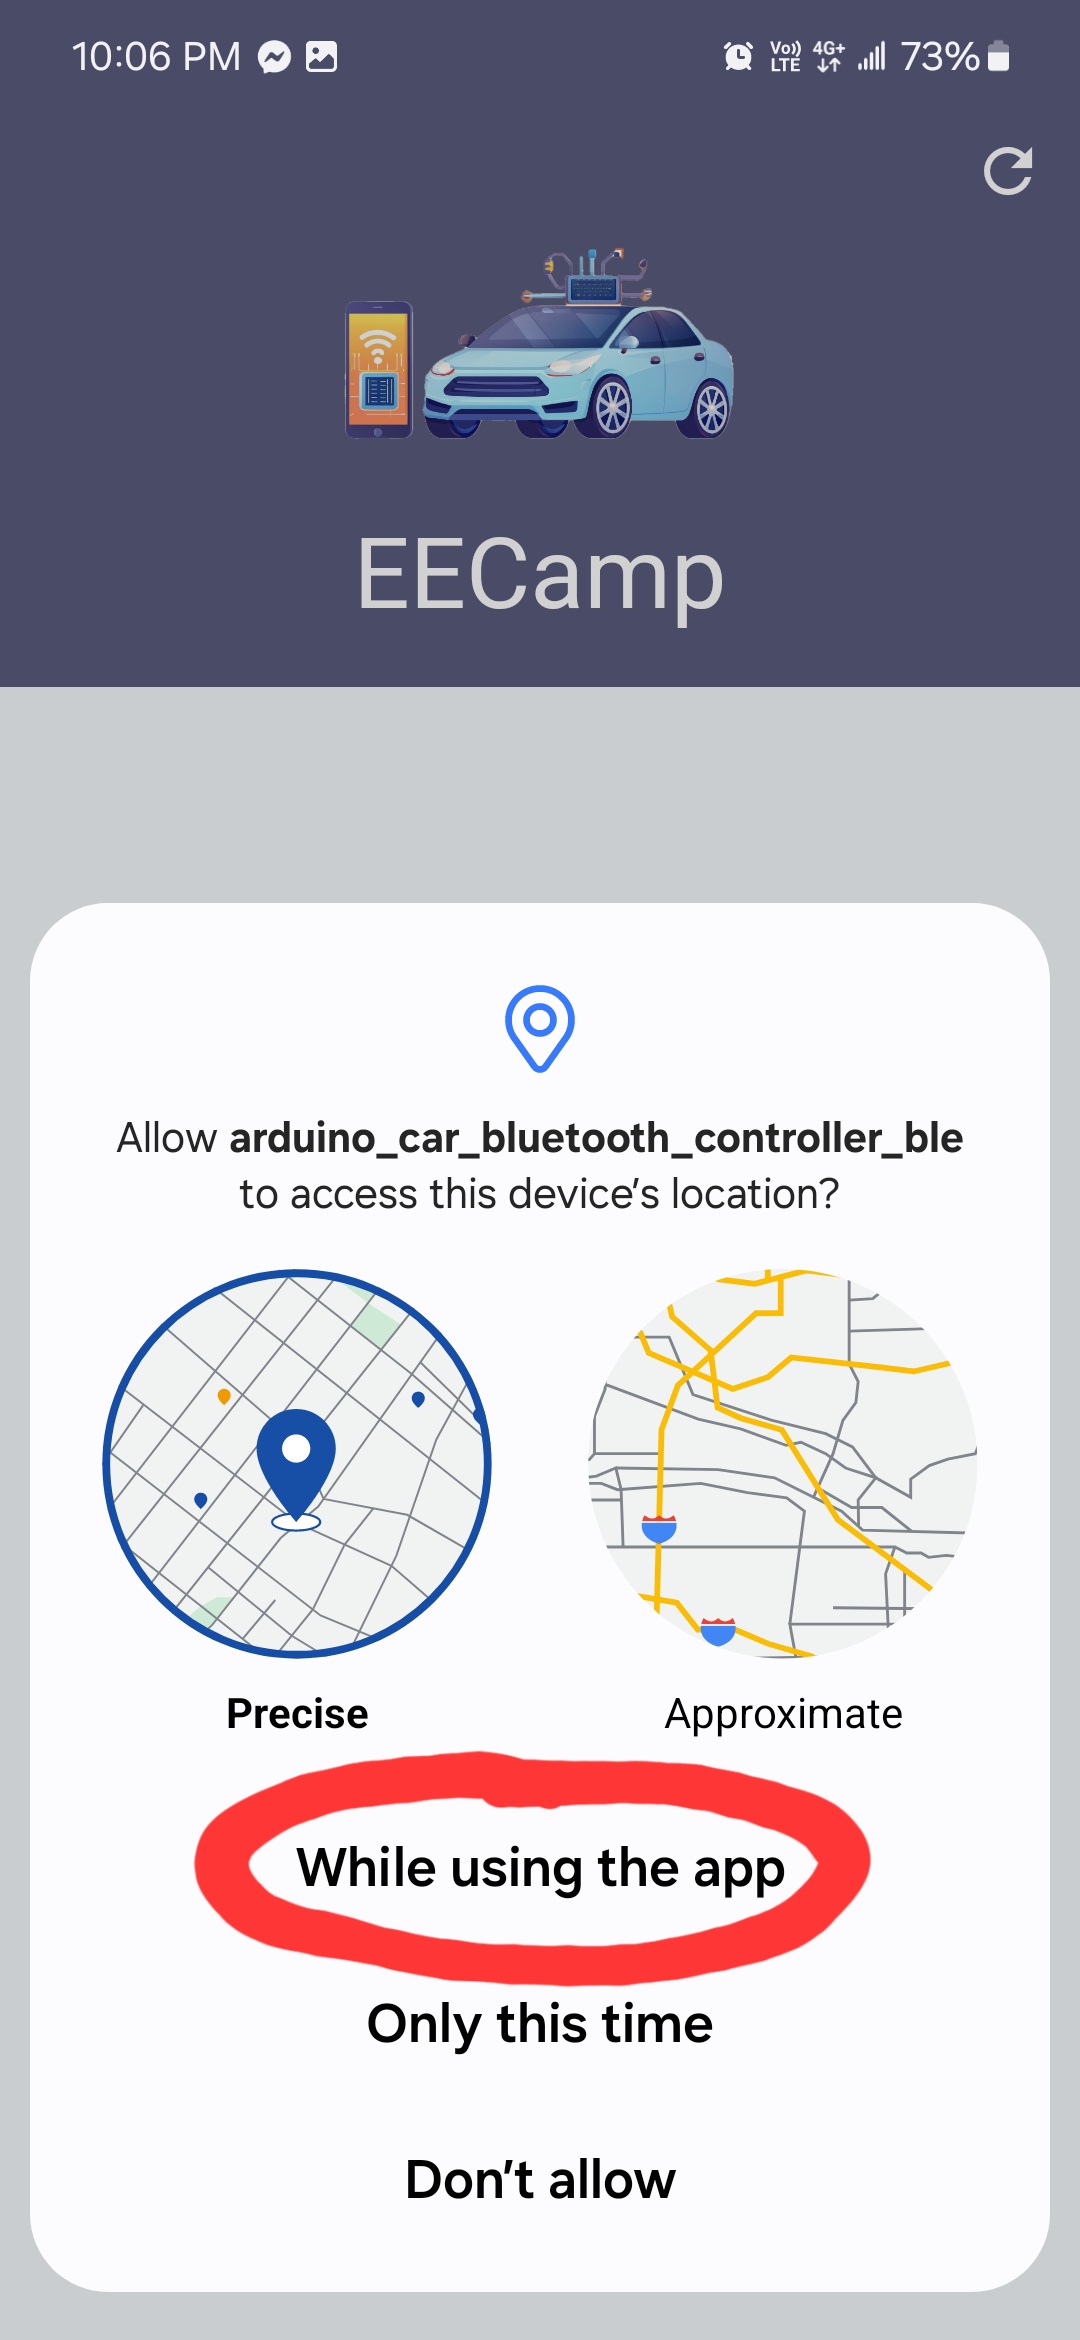 10:06 PM
Vo)) LTE 4G+ 73%
EECamp
Allow arduino_car_bluetooth_controller_ble
to access this device's location?
Precise
Approximate
While using the app
Only this time
Don't allow